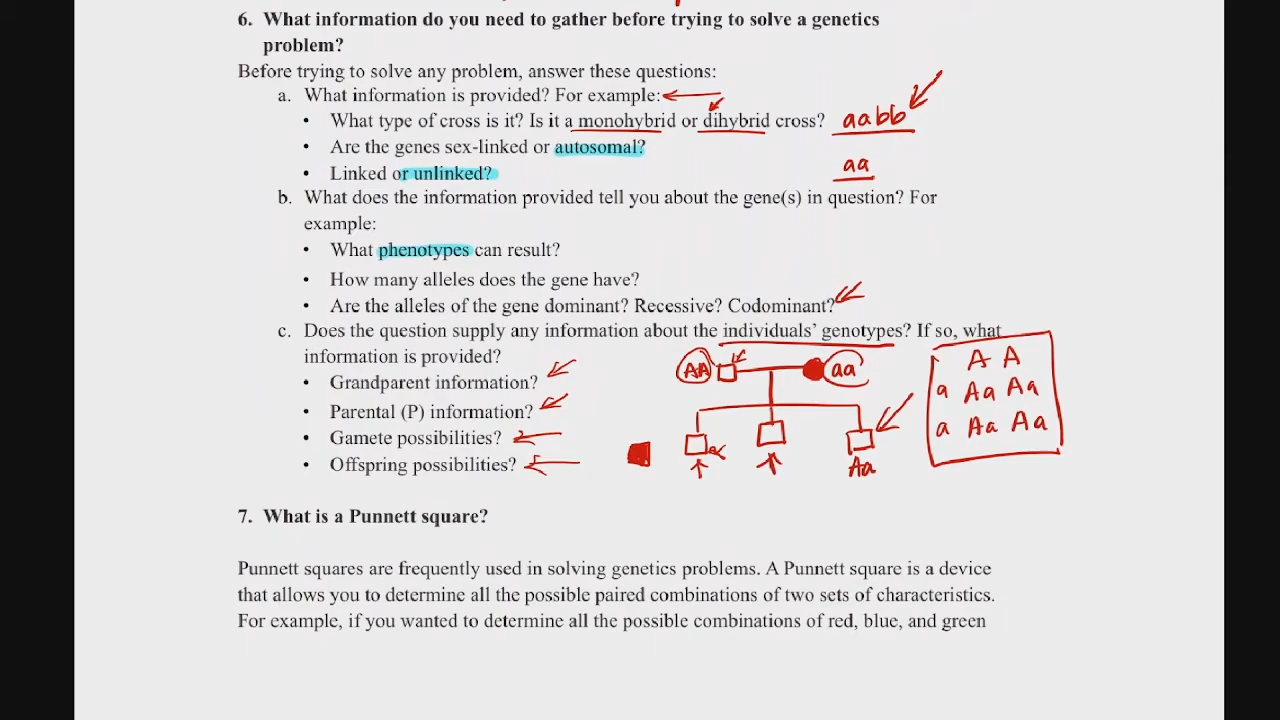 6. What information do you need to gather before trying to solve a genetics
problem?
Before trying to solve any problem, answer these questions:
a. What information is provided? For example:
• What type of cross is it? Is it a monohybrid or dihybrid cross? aabb
• Are the genes sex-linked or autosomal?
aa
• Linked or unlinked?
b. What does the information provided tell you about the gene(s) in question? For
example:
• What phenotypes can result?
• How many alleles does the gene have?
• Are the alleles of the gene dominant? Recessive? Codominant?
c. Does the question supply any information about the individuals' genotypes? If so, what
information is provided?
• Grandparent information?
• Parental (P) information?
• Gamete possibilities?
• Offspring possibilities?
AA aa
Aa
A A
a Aa Aa
a Aa Aa
7. What is a Punnett square?
Punnett squares are frequently used in solving genetics problems. A Punnett square is a device
that allows you to determine all the possible paired combinations of two sets of characteristics.
For example, if you wanted to determine all the possible combinations of red, blue, and green